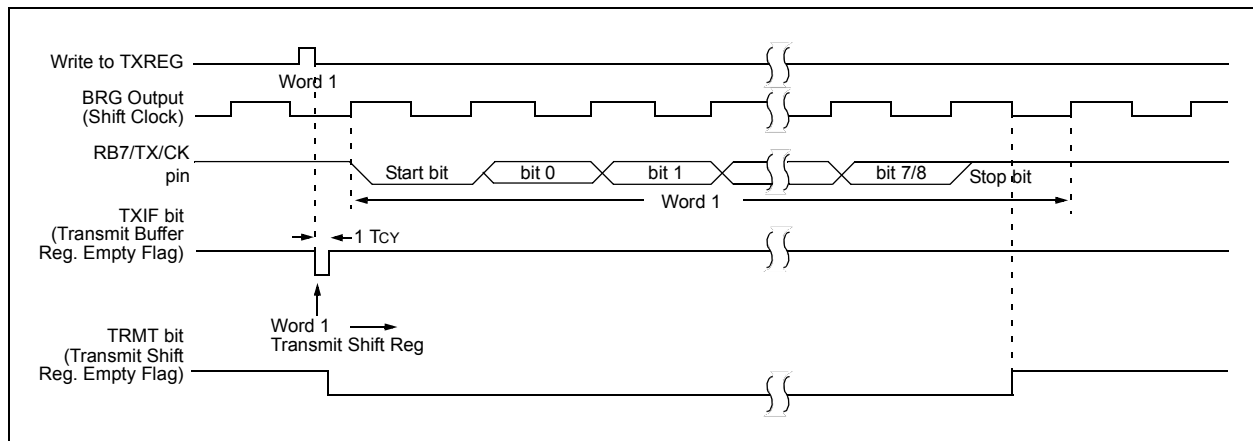 Write to TXREG
Word 1
BRG Output
(Shift Clock)
RB7/TX/CK
pin
Start bit
bit 0
bit 1
bit 7/8
Stop bit
Word 1
TXIF bit
(Transmit Buffer
Reg. Empty Flag)
1 TCY
Word 1
Transmit Shift Reg
TRMT bit
(Transmit Shift
Reg. Empty Flag)